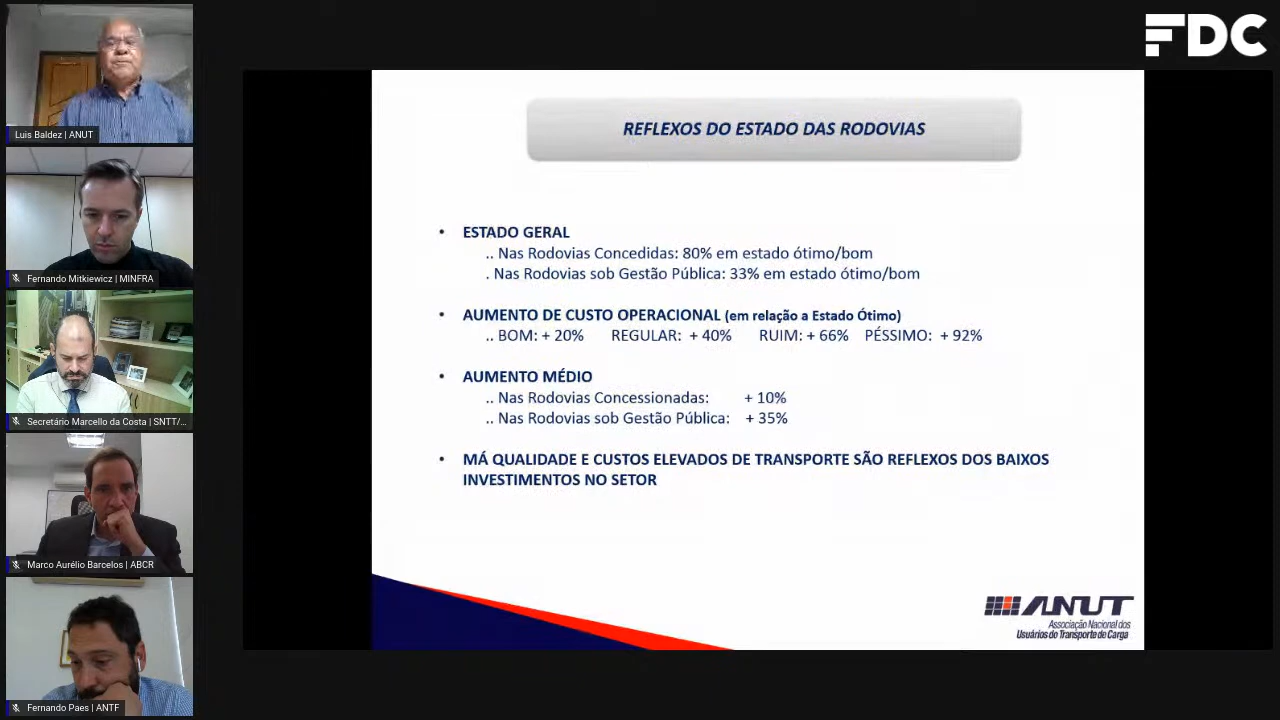 FDC
Luis Baldez | ANUT
Fernando Mitkiewicz | MINFRA
Secretário Marcello da Costa | SNTT/...
Marco Aurélio Barcelos | ABCR
Fernando Paes | ANTF
REFLEXOS DO ESTADO DAS RODOVIAS
• ESTADO GERAL
.. Nas Rodovias Concedidas: 80% em estado ótimo/bom
. Nas Rodovias sob Gestão Pública: 33% em estado ótimo/bom
• AUMENTO DE CUSTO OPERACIONAL (em relação a Estado Ótimo)
.. BOM: + 20% REGULAR: + 40% RUIM: + 66% PÉSSIMO: + 92%
• AUMENTO MÉDIO
.. Nas Rodovias Concessionadas: + 10%
.. Nas Rodovias sob Gestão Pública: + 35%
• MÁ QUALIDADE E CUSTOS ELEVADOS DE TRANSPORTE SÃO REFLEXOS DOS BAIXOS
INVESTIMENTOS NO SETOR
ANUT
Associação Nacional dos
Usuários do Transporte de Carga